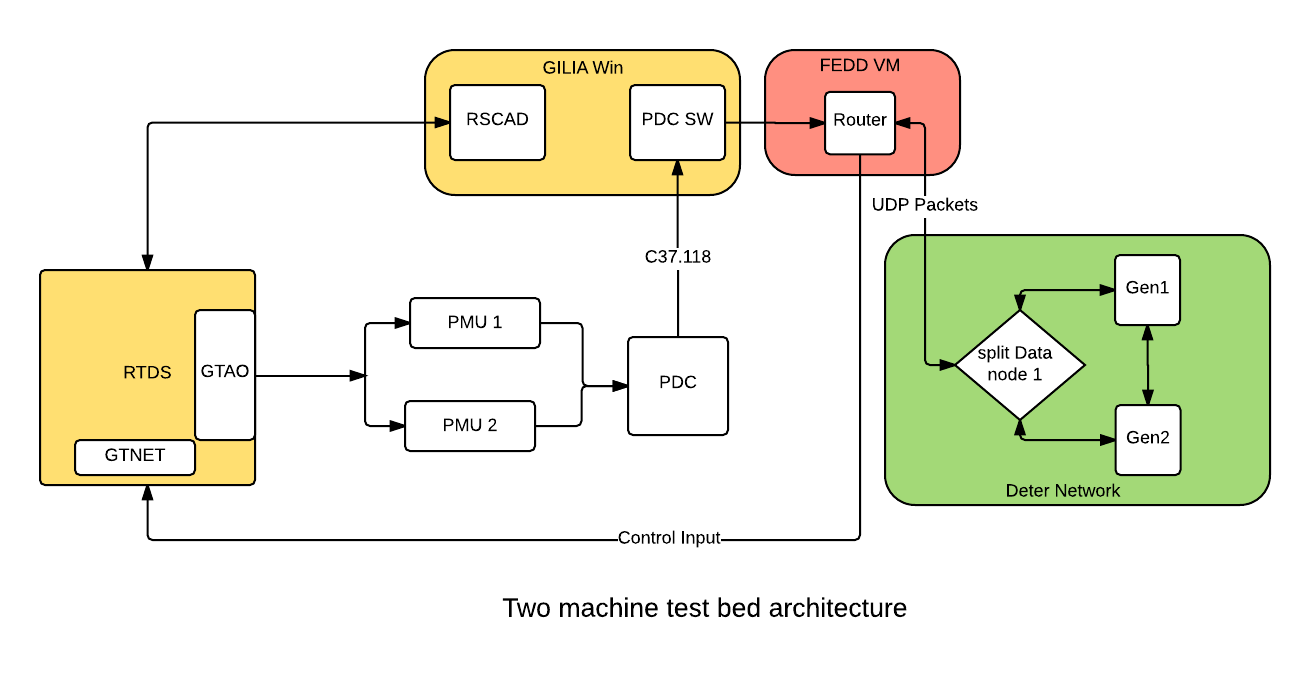 GILIA Win
FEDD VM
RSCAD
PDC SW
Router
UDP Packets
C37.118
Gen1
PMU 1
split Data
node 1
RTDS
GTAO
PDC
PMU 2
Gen2
GTNET
Deter Network
Control Input
Two machine test bed architecture